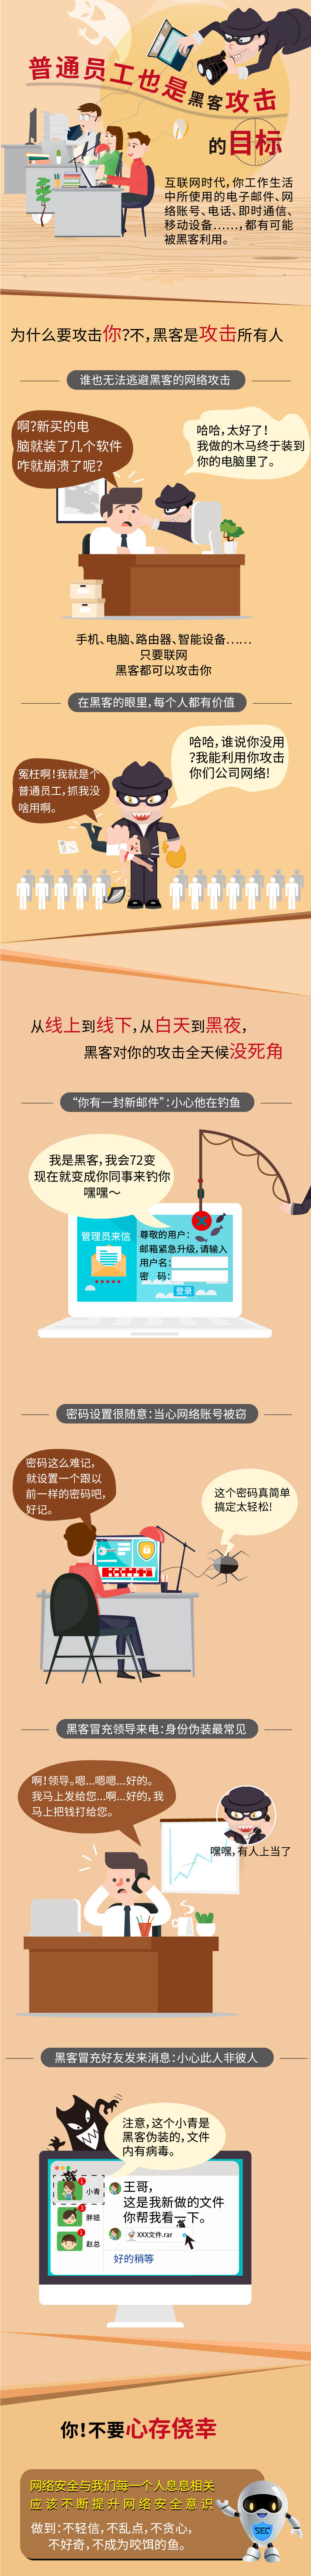 普通员工也是黑客攻击
的目标
互联网时代，你工作生活
中所使用的电子邮件、网
络账号、电话、即时通信、
移动设备……，都有可能
被黑客利用。
为什么要攻击你？不，黑客是攻击所有人
谁也无法逃避黑客的网络攻击
啊？新买的电
脑就装了几个软件
咋就崩溃了呢？
哈哈，太好了！
我做的木马终于装到
你的电脑里了。
手机、电脑、路由器、智能设备……
只要联网
黑客都可以攻击你
在黑客的眼里，每个人都有价值
哈哈，谁说你没用
？我能利用你攻击
你们公司网络！
冤枉啊！我就是个
普通员工，抓我没
啥用啊。
从线上到线下，从白天到黑夜，
黑客对你的攻击全天候没死角
“你有一封新邮件”：小心他在钓鱼
我是黑客，我会72变
现在就变成你同事来钓你
嘿嘿～
管理员来信
尊敬的用户：
邮箱紧急升级，请输入
用户名：
密 码：
登录
密码设置很随意：当心网络账号被窃
密码这么难记，
就设置一个跟以
前一样的密码吧，
好记。
这个密码真简单
搞定太轻松！
黑客冒充领导来电：身份伪装最常见
啊！领导。嗯...嗯嗯...好的。
我马上发给您...啊...好的，我
马上把钱打给您。
嘿嘿，有人上当了
黑客冒充好友发来消息：小心此人非彼人
注意，这个小青是
黑客伪装的，文件
内有病毒。
1
小青
1
胖妞
1
赵总
王哥，
这是我新做的文件
你帮我看一下。
XXX文件.rar
好的稍等
你！不要心存侥幸
网络安全与我们每一个人息息相关
应该不断提升网络安全意识
做到：不轻信，不乱点，不贪心，
不好奇，不成为咬饵的鱼。
SEC